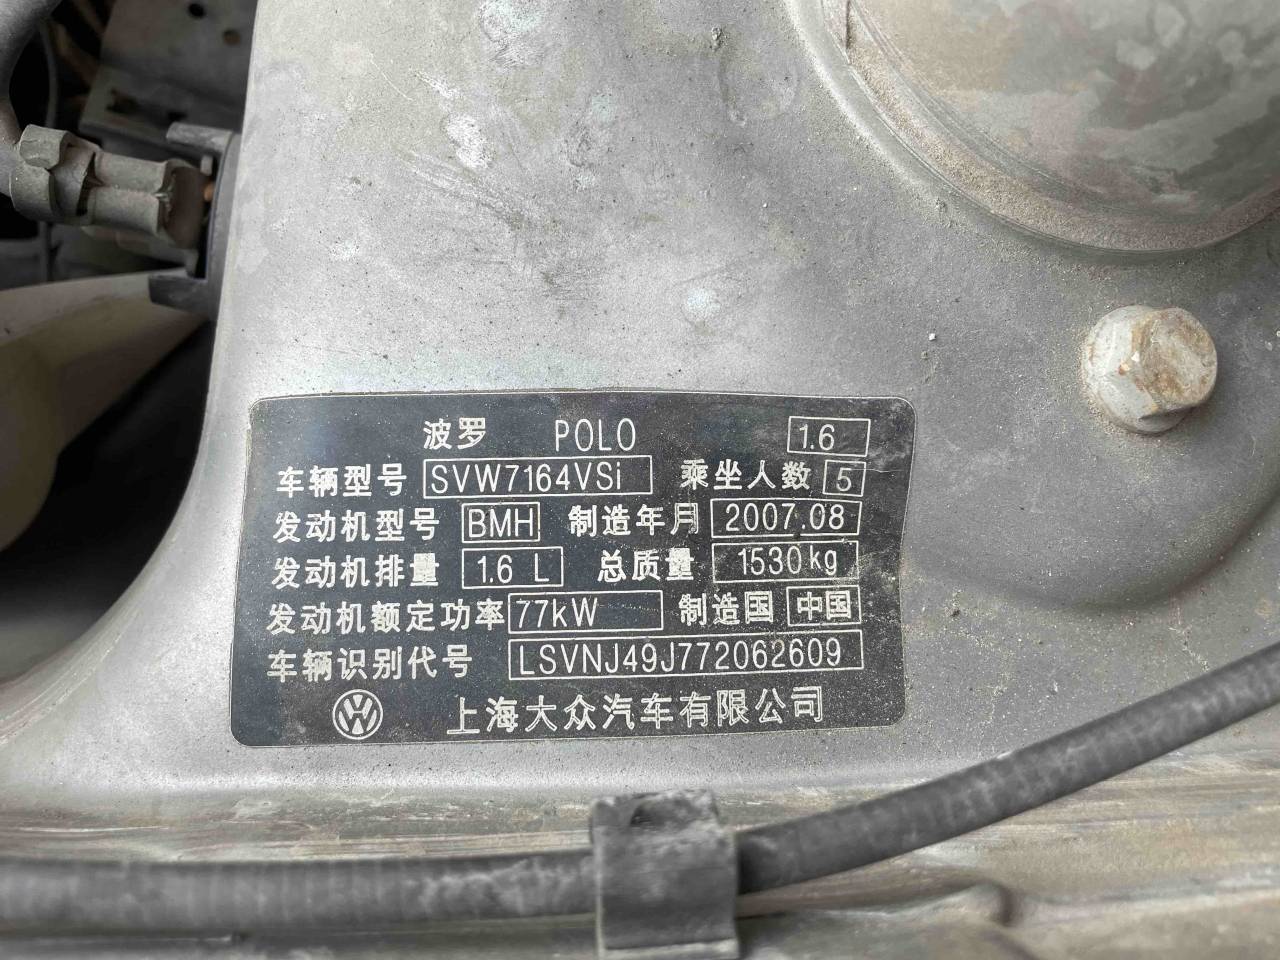 波罗 POLO 1.6
车辆型号 SVW7164VSi 乘坐人数 5
发动机型号 BMH 制造年月 2007.08
发动机排量 1.6 L 总质量 1530kg
发动机额定功率 77kW 制造国 中国
车辆识别代号 LSVNJ49J772062609
上海大众汽车有限公司